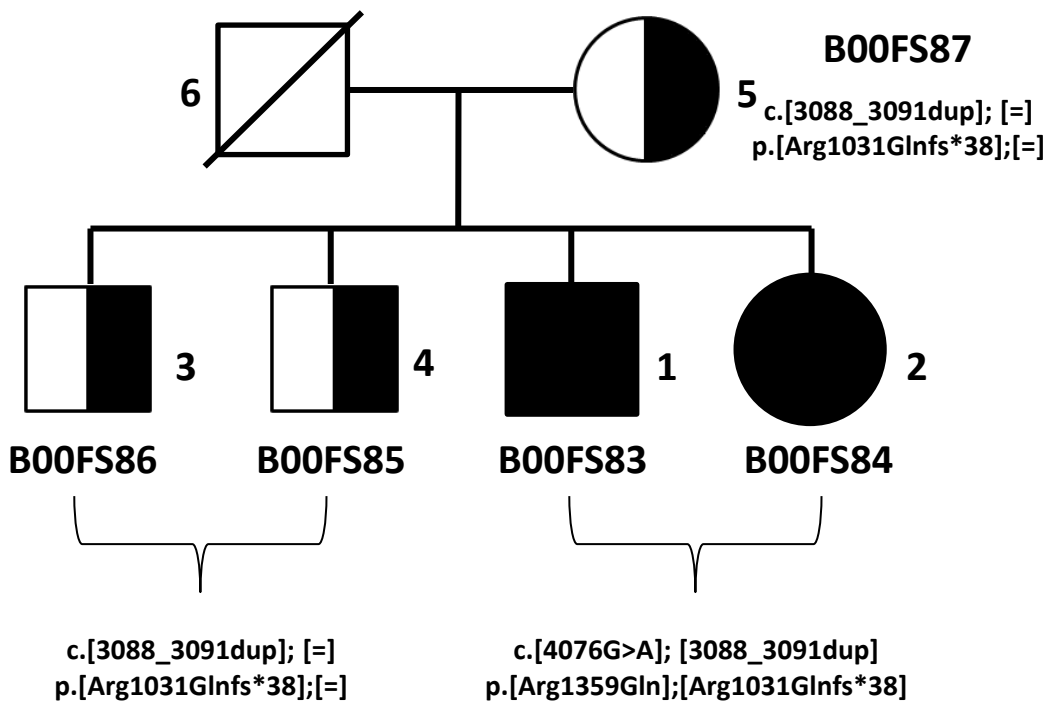 B00FS87
6
5
c.[3088_3091dup]; [=]
p.[Arg1031Glnfs*38];[=]
3
4
1
2
B00FS86
B00FS85
B00FS83
B00FS84
c.[3088_3091dup]; [=]
p.[Arg1031Glnfs*38];[=]
c.[4076G>A]; [3088_3091dup]
p.[Arg1359Gln];[Arg1031Glnfs*38]